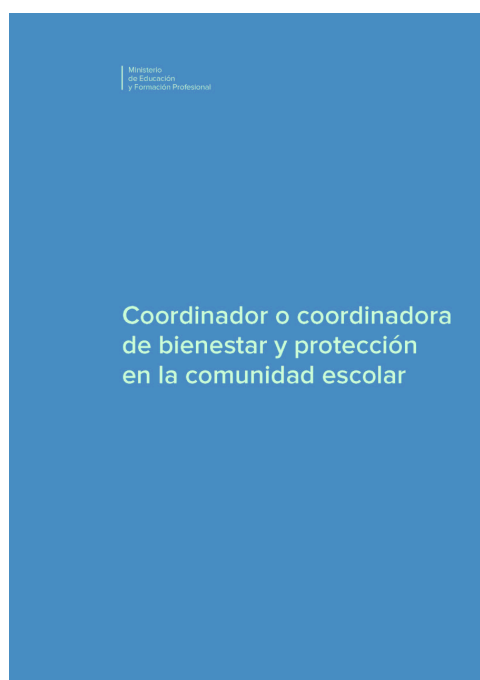 Ministerio
de Educación
y Formación Profesional
Coordinador o coordinadora
de bienestar y protección
en la comunidad escolar